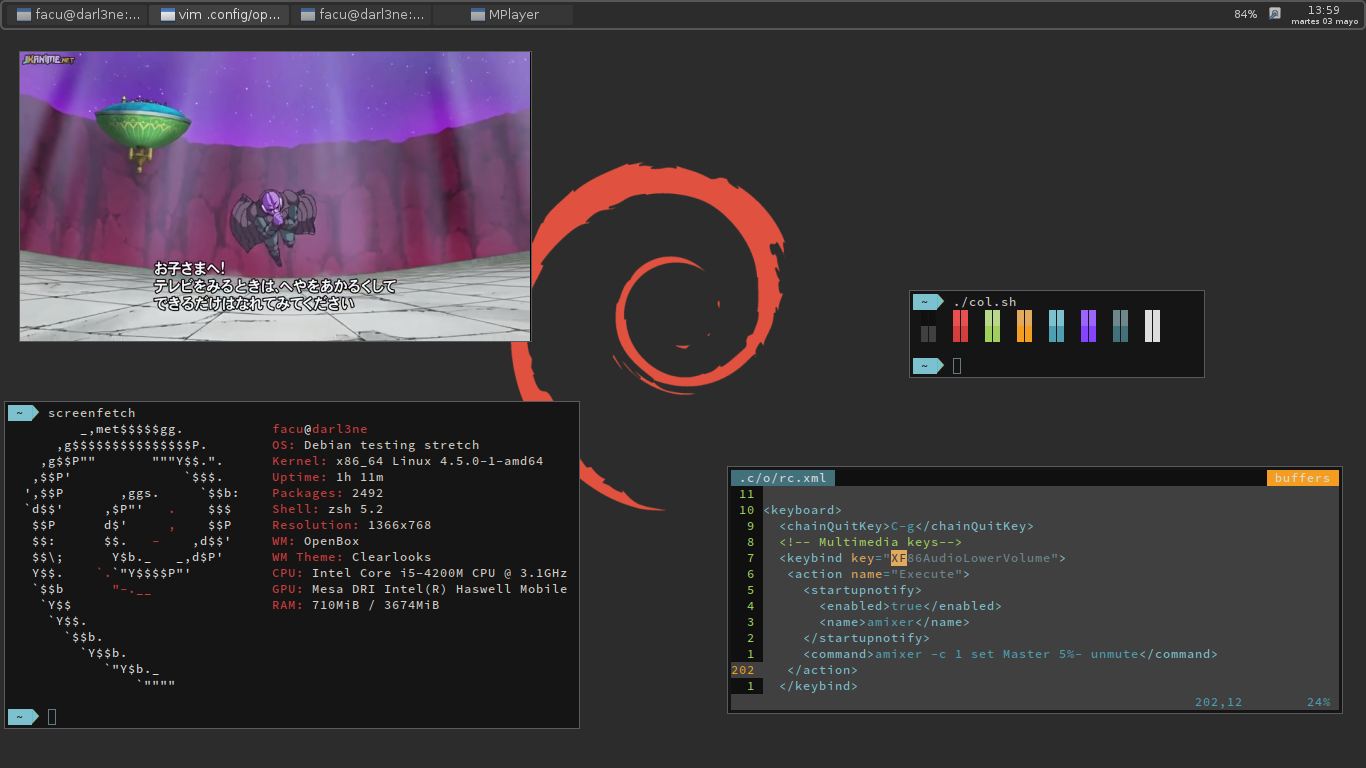 facu@darl3ne:...
vim .config/op...
facu@darl3ne:...
MPlayer
84%
13:59
martes 03 mayo
JKANIME.NET
お子さまへ!
テレビをみるときは、へやをあかるくして
できるだけはなれてみてください
~ ./col.sh
~
~ screenfetch
_,met$$$$$gg.
,g$$$$$$$$$$$$$$$P.
,g$$P"" """Y$$.".
,$$P' `$$$.
',$$P ,ggs. `$$b:
`d$$' ,$P"' . $$$
$$P d$' , $$P
$$: $$. - ,d$$'
$$\; Y$b._ _,d$P'
Y$$. `.`"Y$$$$P"'
`$$b "-.__
`Y$$
`Y$$.
`$$b.
`Y$$b.
`"Y$b._
`""""
facu@darl3ne
OS: Debian testing stretch
Kernel: x86_64 Linux 4.5.0-1-amd64
Uptime: 1h 11m
Packages: 2492
Shell: zsh 5.2
Resolution: 1366x768
WM: OpenBox
WM Theme: Clearlooks
CPU: Intel Core i5-4200M CPU @ 3.1GHz
GPU: Mesa DRI Intel(R) Haswell Mobile
RAM: 710MiB / 3674MiB
~
.c/o/rc.xml buffers
11
10 <keyboard>
9 <chainQuitKey>C-g</chainQuitKey>
8 <!-- Multimedia keys-->
7 <keybind key="XF86AudioLowerVolume">
6 <action name="Execute">
5 <startupnotify>
4 <enabled>true</enabled>
3 <name>amixer</name>
2 </startupnotify>
1 <command>amixer -c 1 set Master 5%- unmute</command>
202 </action>
1 </keybind>
202,12 24%